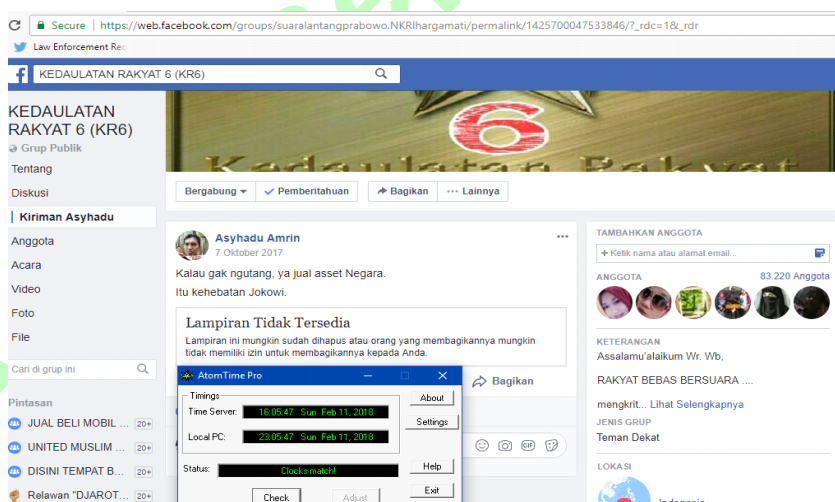 Secure | https://web.facebook.com/groups/suaralantangprabowo.NKRIhargamati/permalink/1425700047533846/?_rdc=1&_rdr
Law Enforcement Rec
KEDAULATAN RAKYAT 6 (KR6)
KEDAULATAN
RAKYAT 6 (KR6)
Grup Publik
Tentang
Diskusi
Kiriman Asyhadu
Anggota
Acara
Video
Foto
File
Cari di grup ini
Pintasan
JUAL BELI MOBIL ... 20+
UNITED MUSLIM ... 20+
DISINI TEMPAT B... 20+
Relawan "DJAROT... 20+
6
Kedaulatan Rakyat
Bergabung
Pemberitahuan
Bagikan
Lainnya
Asyhadu Amrin
7 Oktober 2017
Kalau gak ngutang, ya jual asset Negara.
Itu kehebatan Jokowi.
Lampiran Tidak Tersedia
Lampiran ini mungkin sudah dihapus atau orang yang membagikannya mungkin
tidak memiliki izin untuk membagikannya kepada Anda.
Bagikan
AtomTime Pro
Timings
Time Server: 16:05:47 Sun Feb 11, 2018
Local PC: 23:05:47 Sun Feb 11, 2018
Status: Clocks match!
About
Settings
Help
Exit
Check
Adjust
GIF
TAMBAHKAN ANGGOTA
+ Ketik nama atau alamat email...
ANGGOTA 83.220 Anggota
KETERANGAN
Assalamu'alaikum Wr. Wb,
RAKYAT BEBAS BERSUARA ....
mengkrit... Lihat Selengkapnya
JENIS GRUP
Teman Dekat
LOKASI
Indonesia